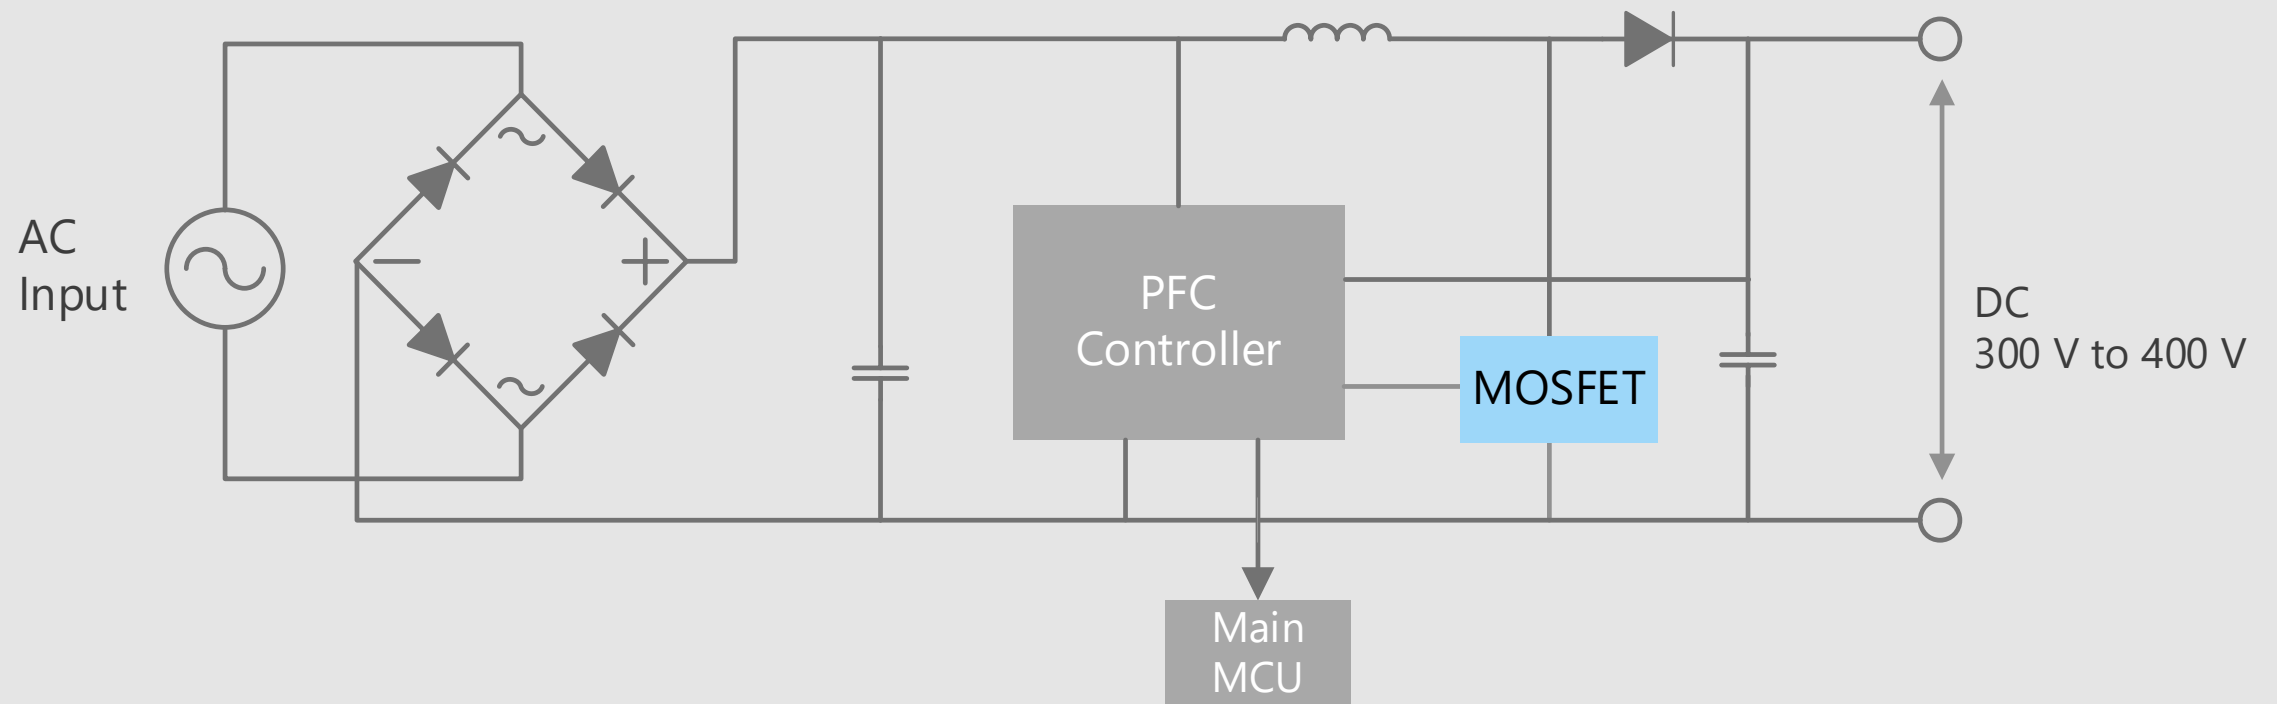 AC
Input
PFC
Controller
MOSFET
DC
300 V to 400 V
Main
MCU